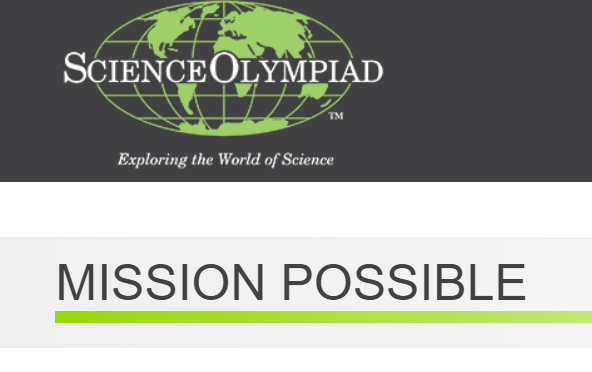 SCIENCEOLYMPIAD
TM
Exploring the World of Science
MISSION POSSIBLE